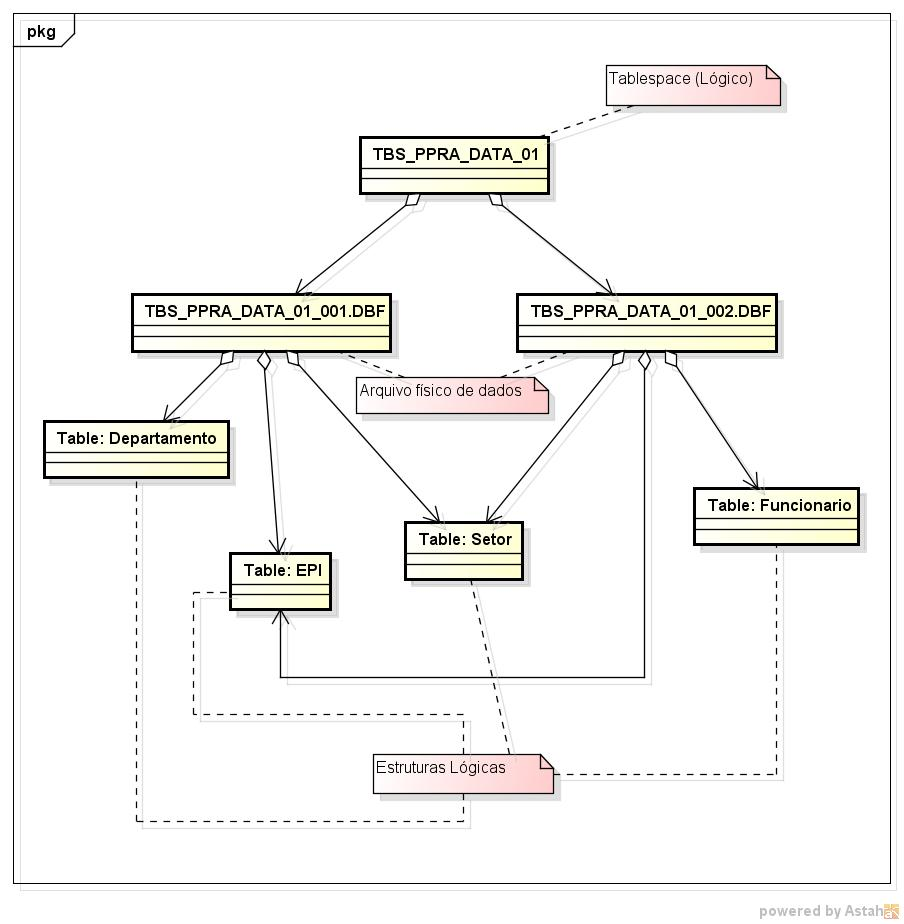 pkg
Tablespace (Lógico)
TBS_PPRA_DATA_01
TBS_PPRA_DATA_01_001.DBF
TBS_PPRA_DATA_01_002.DBF
Arquivo físico de dados
Table: Departamento
Table: Funcionario
Table: Setor
Table: EPI
Estruturas Lógicas
powered by Astah